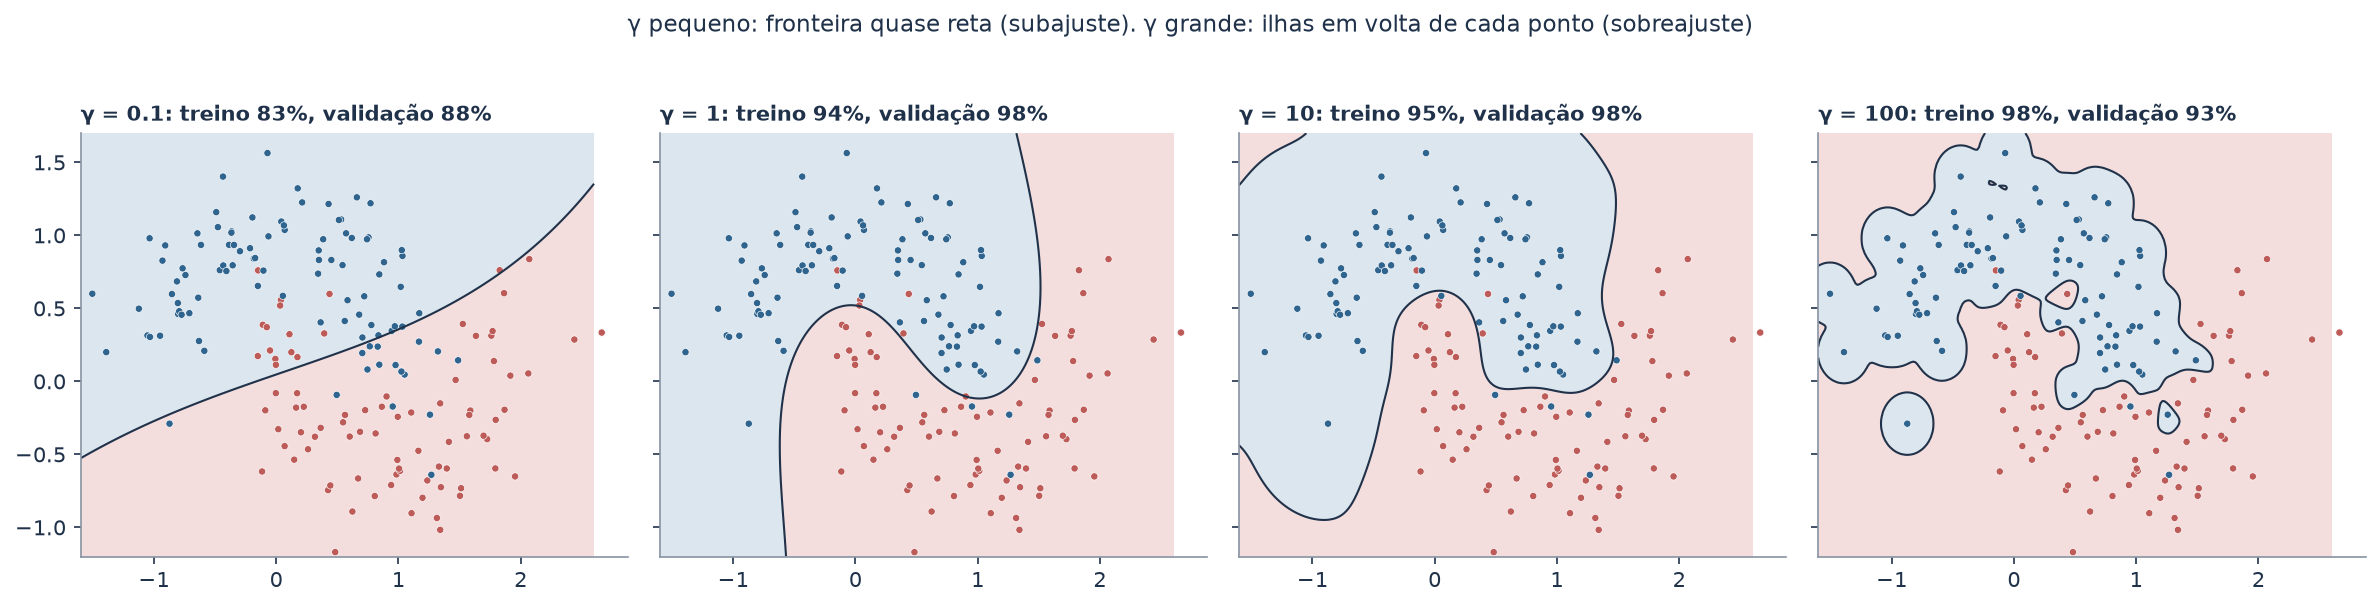 γ pequeno: fronteira quase reta (subajuste). γ grande: ilhas em volta de cada ponto (sobreajuste)
γ = 0.1: treino 83%, validação 88%
γ = 1: treino 94%, validação 98%
γ = 10: treino 95%, validação 98%
γ = 100: treino 98%, validação 93%
1.5
1.0
0.5
0.0
−0.5
−1.0
−1 0 1 2
−1 0 1 2
−1 0 1 2
−1 0 1 2